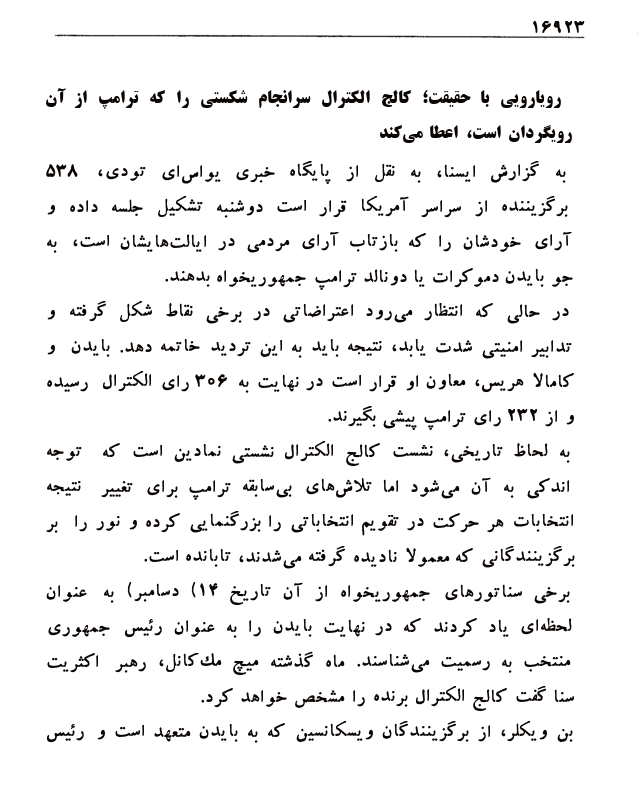 ۱۶۹۲۳
رویارویی با حقیقت؛ کالج الکترال سرانجام شکستی را که ترامپ از آن
رویگردان است، اعطا می‌کند
به گزارش ایسنا، به نقل از پایگاه خبری یواس‌ای تودی، ۵۳۸
برگزیننده از سراسر آمریکا قرار است دوشنبه تشکیل جلسه داده و
آرای خودشان را که بازتاب آرای مردمی در ایالت‌هایشان است، به
جو بایدن دموکرات یا دونالد ترامپ جمهوریخواه بدهند.
در حالی که انتظار می‌رود اعتراضاتی در برخی نقاط شکل گرفته و
تدابیر امنیتی شدت یابد، نتیجه باید به این تردید خاتمه دهد. بایدن و
کامالا هریس، معاون او قرار است در نهایت به ۳۰۶ رای الکترال رسیده
و از ۲۳۲ رای ترامپ پیشی بگیرند.
به لحاظ تاریخی، نشست کالج الکترال نشستی نمادین است که توجه
اندکی به آن می‌شود اما تلاش‌های بی‌سابقه ترامپ برای تغییر نتیجه
انتخابات هر حرکت در تقویم انتخاباتی را بزرگنمایی کرده و نور را بر
برگزینندگانی که معمولا نادیده گرفته می‌شدند، تابانده است.
برخی سناتورهای جمهوریخواه از آن تاریخ ۱۴) دسامبر) به عنوان
لحظه‌ای یاد کردند که در نهایت بایدن را به عنوان رئیس جمهوری
منتخب به رسمیت می‌شناسند. ماه گذشته میچ مك‌کانل، رهبر اکثریت
سنا گفت کالج الکترال برنده را مشخص خواهد کرد.
بن ویکلر، از برگزینندگان ویسکانسین که به بایدن متعهد است و رئیس